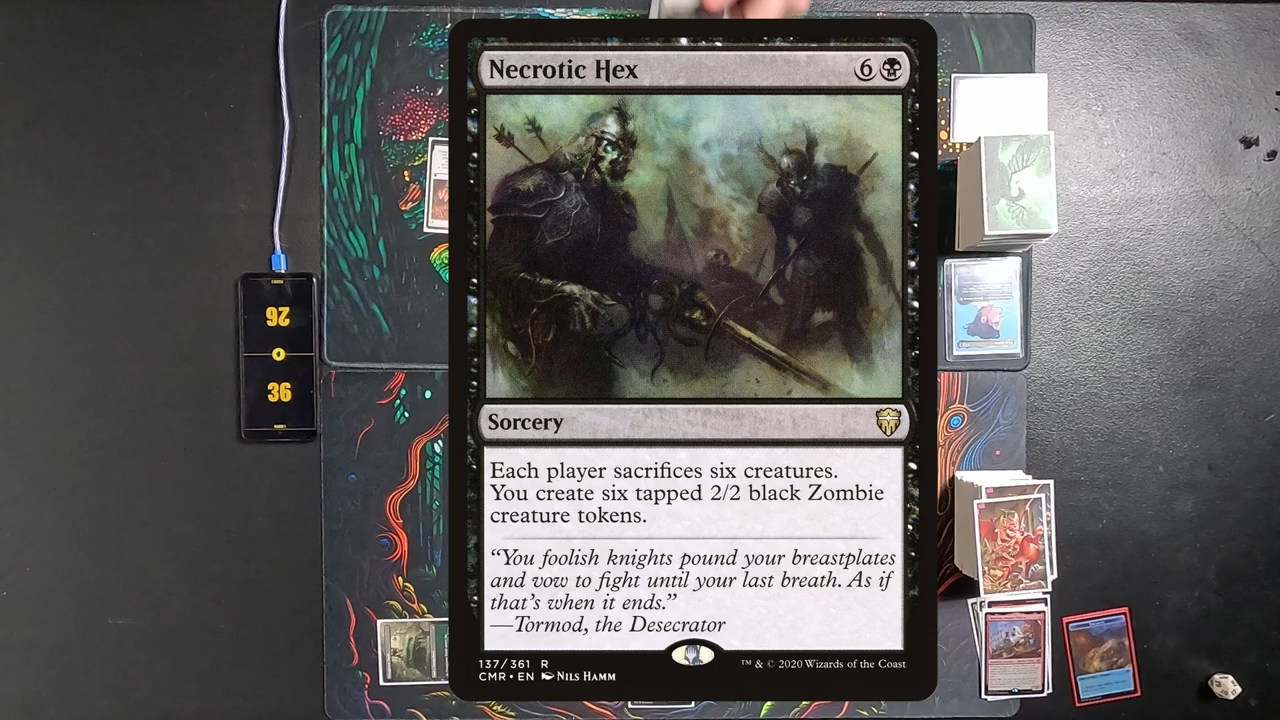 Necrotic Hex
6
Sorcery
Each player sacrifices six creatures.
You create six tapped 2/2 black Zombie
creature tokens.
“You foolish knights pound your breastplates
and vow to fight until your last breath. As if
that’s when it ends.”
—Tormod, the Desecrator
137/361 R
CMR • EN NILS HAMM
™ & © 2020 Wizards of the Coast
26
0
36